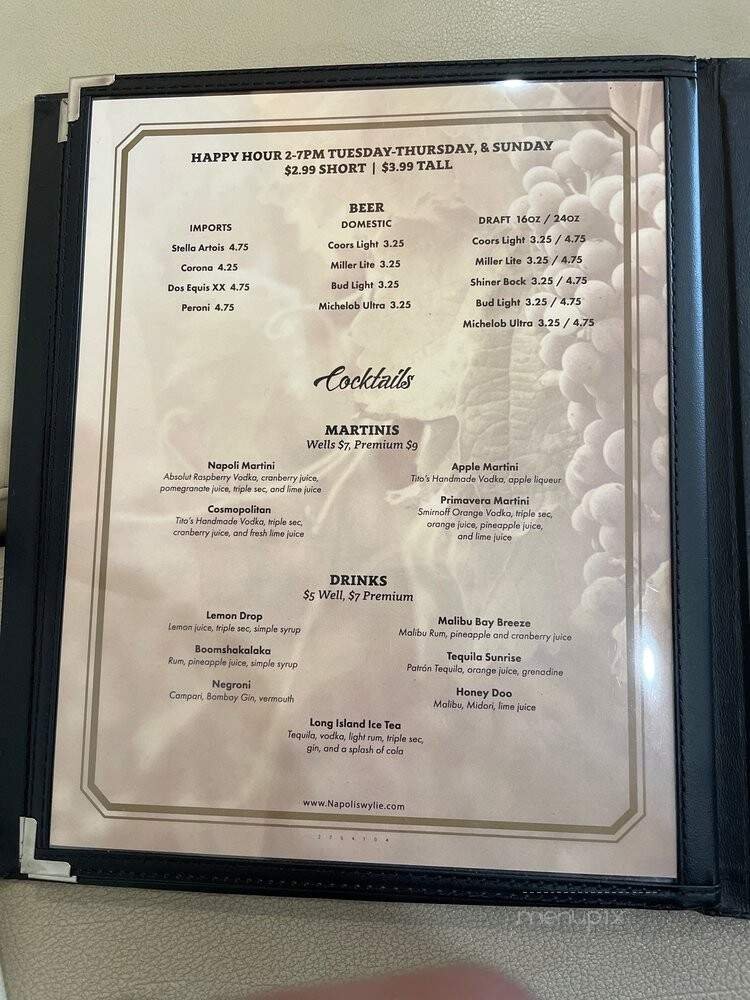 HAPPY HOUR 2-7PM TUESDAY-THURSDAY, & SUNDAY
$2.99 SHORT | $3.99 TALL
BEER
IMPORTS
Stella Artois 4.75
Corona 4.25
Dos Equis XX 4.75
Peroni 4.75
DOMESTIC
Coors Light 3.25
Miller Lite 3.25
Bud Light 3.25
Michelob Ultra 3.25
DRAFT 16OZ / 24OZ
Coors Light 3.25 / 4.75
Miller Lite 3.25 / 4.75
Shiner Bock 3.25 / 4.75
Bud Light 3.25 / 4.75
Michelob Ultra 3.25 / 4.75
Cocktails
MARTINIS
Wells $7, Premium $9
Napoli Martini
Absolut Raspberry Vodka, cranberry juice,
pomegranate juice, triple sec, and lime juice
Cosmopolitan
Tito's Handmade Vodka, triple sec,
cranberry juice, and fresh lime juice
Apple Martini
Tito's Handmade Vodka, apple liqueur
Primavera Martini
Smirnoff Orange Vodka, triple sec,
orange juice, pineapple juice,
and lime juice
DRINKS
$5 Well, $7 Premium
Lemon Drop
Lemon juice, triple sec, simple syrup
Boomshakalaka
Rum, pineapple juice, simple syrup
Negroni
Campari, Bombay Gin, vermouth
Malibu Bay Breeze
Malibu Rum, pineapple and cranberry juice
Tequila Sunrise
Patrón Tequila, orange juice, grenadine
Honey Doo
Malibu, Midori, lime juice
Long Island Ice Tea
Tequila, vodka, light rum, triple sec,
gin, and a splash of cola
www.Napoliswylie.com
2754104
menupix